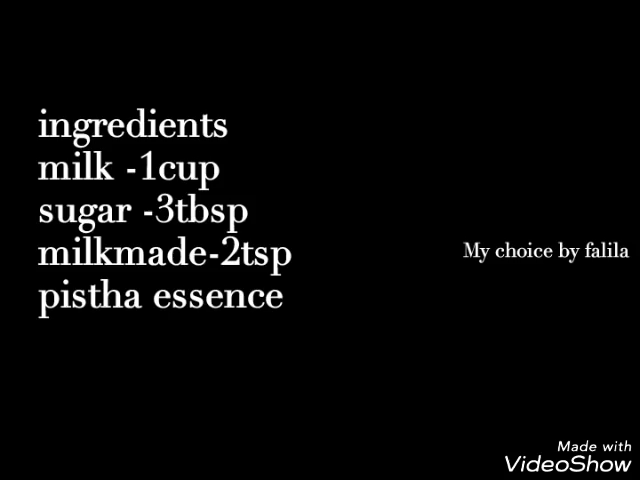 ingredients
milk -1cup
sugar -3tbsp
milkmade-2tsp
pistha essence
My choice by falila
Made with
VideoShow